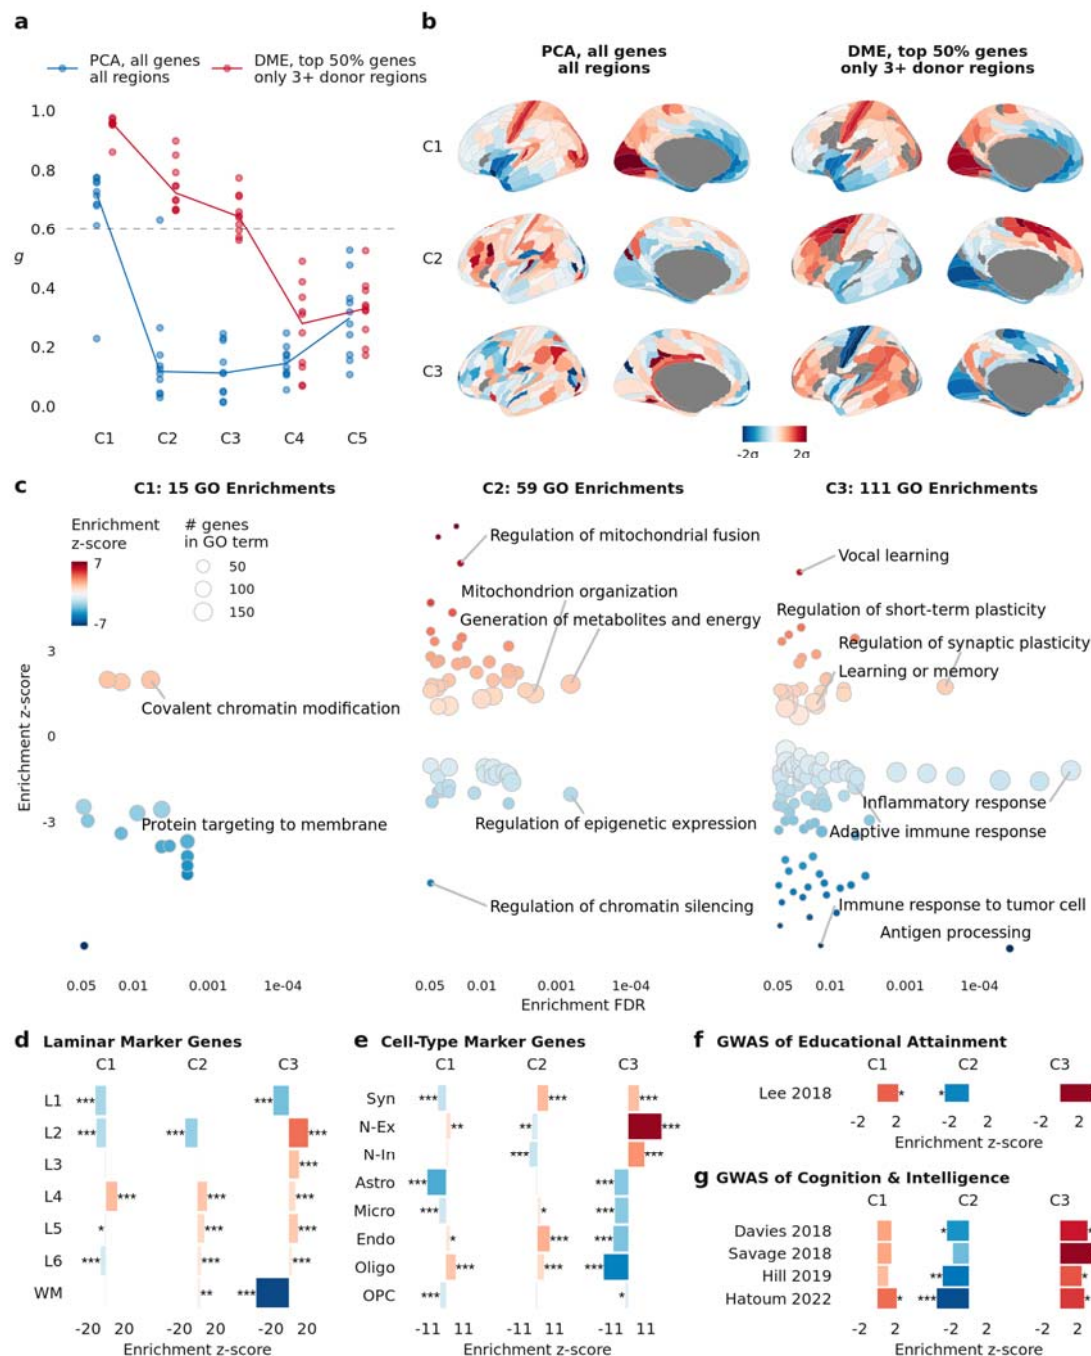 a
PCA, all genes
all regions
DME, top 50% genes
only 3+ donor regions
1.0
0.8
0.6
g
0.4
0.2
0.0
C1 C2 C3 C4 C5
b
PCA, all genes
all regions
DME, top 50% genes
only 3+ donor regions
C1
C2
C3
-2σ 2σ
c
C1: 15 GO Enrichments
C2: 59 GO Enrichments
C3: 111 GO Enrichments
Enrichment
z-score
7
-7
# genes
in GO term
50
100
150
Regulation of mitochondrial fusion
Mitochondrion organization
Generation of metabolites and energy
Vocal learning
Regulation of short-term plasticity
Regulation of synaptic plasticity
Learning or memory
3
0
-3
Enrichment z-score
Covalent chromatin modification
Protein targeting to membrane
Regulation of epigenetic expression
Regulation of chromatin silencing
Inflammatory response
Adaptive immune response
Immune response to tumor cell
Antigen processing
0.05 0.01 0.001 1e-04
0.05 0.01 0.001 1e-04
0.05 0.01 0.001 1e-04
Enrichment FDR
d Laminar Marker Genes
C1 C2 C3
L1 *** ***
L2 *** *** ***
L3 ***
L4 *** *** ***
L5 * *** ***
L6 *** *** ***
WM ** ***
-20 20 -20 20 -20 20
Enrichment z-score
e Cell-Type Marker Genes
C1 C2 C3
Syn *** *** ***
N-Ex ** ** ***
N-In *** ***
Astro *** ***
Micro *** * ***
Endo * *** ***
Oligo *** *** ***
OPC *** *
-11 11 -11 11 -11 11
Enrichment z-score
f GWAS of Educational Attainment
C1 C2 C3
Lee 2018 * *
-2 2 -2 2 -2 2
Enrichment z-score
g GWAS of Cognition & Intelligence
C1 C2 C3
Davies 2018 * *
Savage 2018
Hill 2019 ** *
Hatoum 2022 * *** *
-2 2 -2 2 -2 2
Enrichment z-score